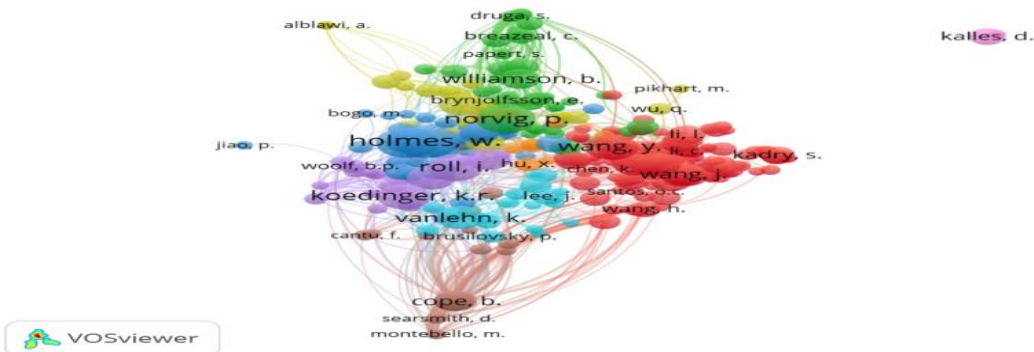 druga, s.
alblawi, a.
breazeal, c.
kalles, d.
papert, s.
williamson, b.
pikhart, m.
brynjolfsson, e.
wu, q.
bogo, m.
norvig, p.
li, l.
holmes, w.
wang, y.
jiao, p.
li, c.
kadry, s.
woolf, b.p.
roll, i.
hu, x.
chen, k.
wang, j.
koedinger, k.r.
lee, j.
santos, o.c.
wang, h.
vanlehn, k.
cantu, f.
brusilovsky, p.
cope, b.
searsmith, d.
montebello, m.
VOSviewer